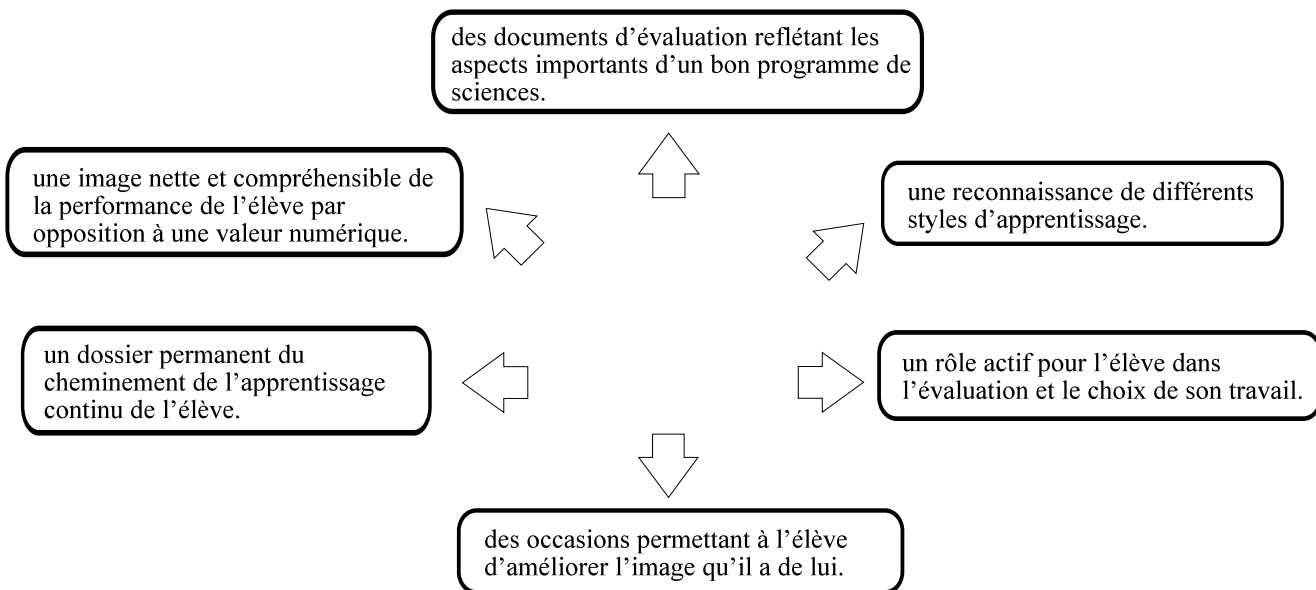 des documents d’évaluation reflétant les
aspects importants d’un bon programme de
sciences.
une image nette et compréhensible de
la performance de l’élève par
opposition à une valeur numérique.
une reconnaissance de différents
styles d’apprentissage.
un dossier permanent du
cheminement de l’apprentissage
continu de l’élève.
un rôle actif pour l’élève dans
l’évaluation et le choix de son travail.
des occasions permettant à l’élève
d’améliorer l’image qu’il a de lui.